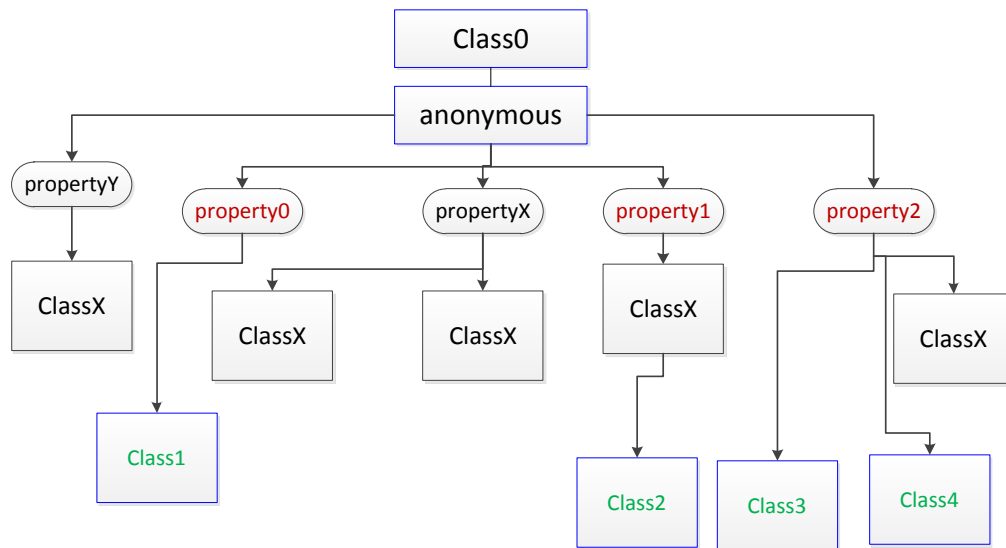 Class0
anonymous
propertyY
property0
propertyX
property1
property2
ClassX
ClassX
ClassX
ClassX
ClassX
Class1
Class2
Class3
Class4